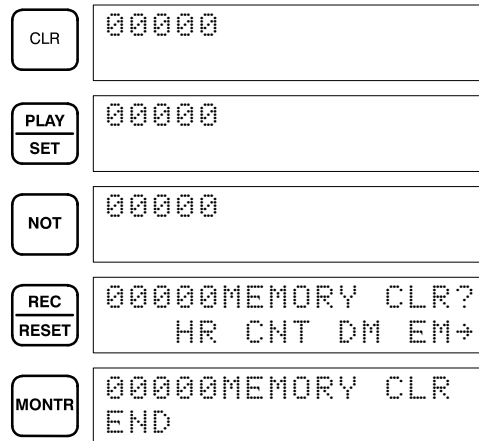 CLR
00000
PLAY
SET
00000
NOT
00000
REC
RESET
00000MEMORY CLR?
HR CNT DM EM→
MONTR
00000MEMORY CLR
END